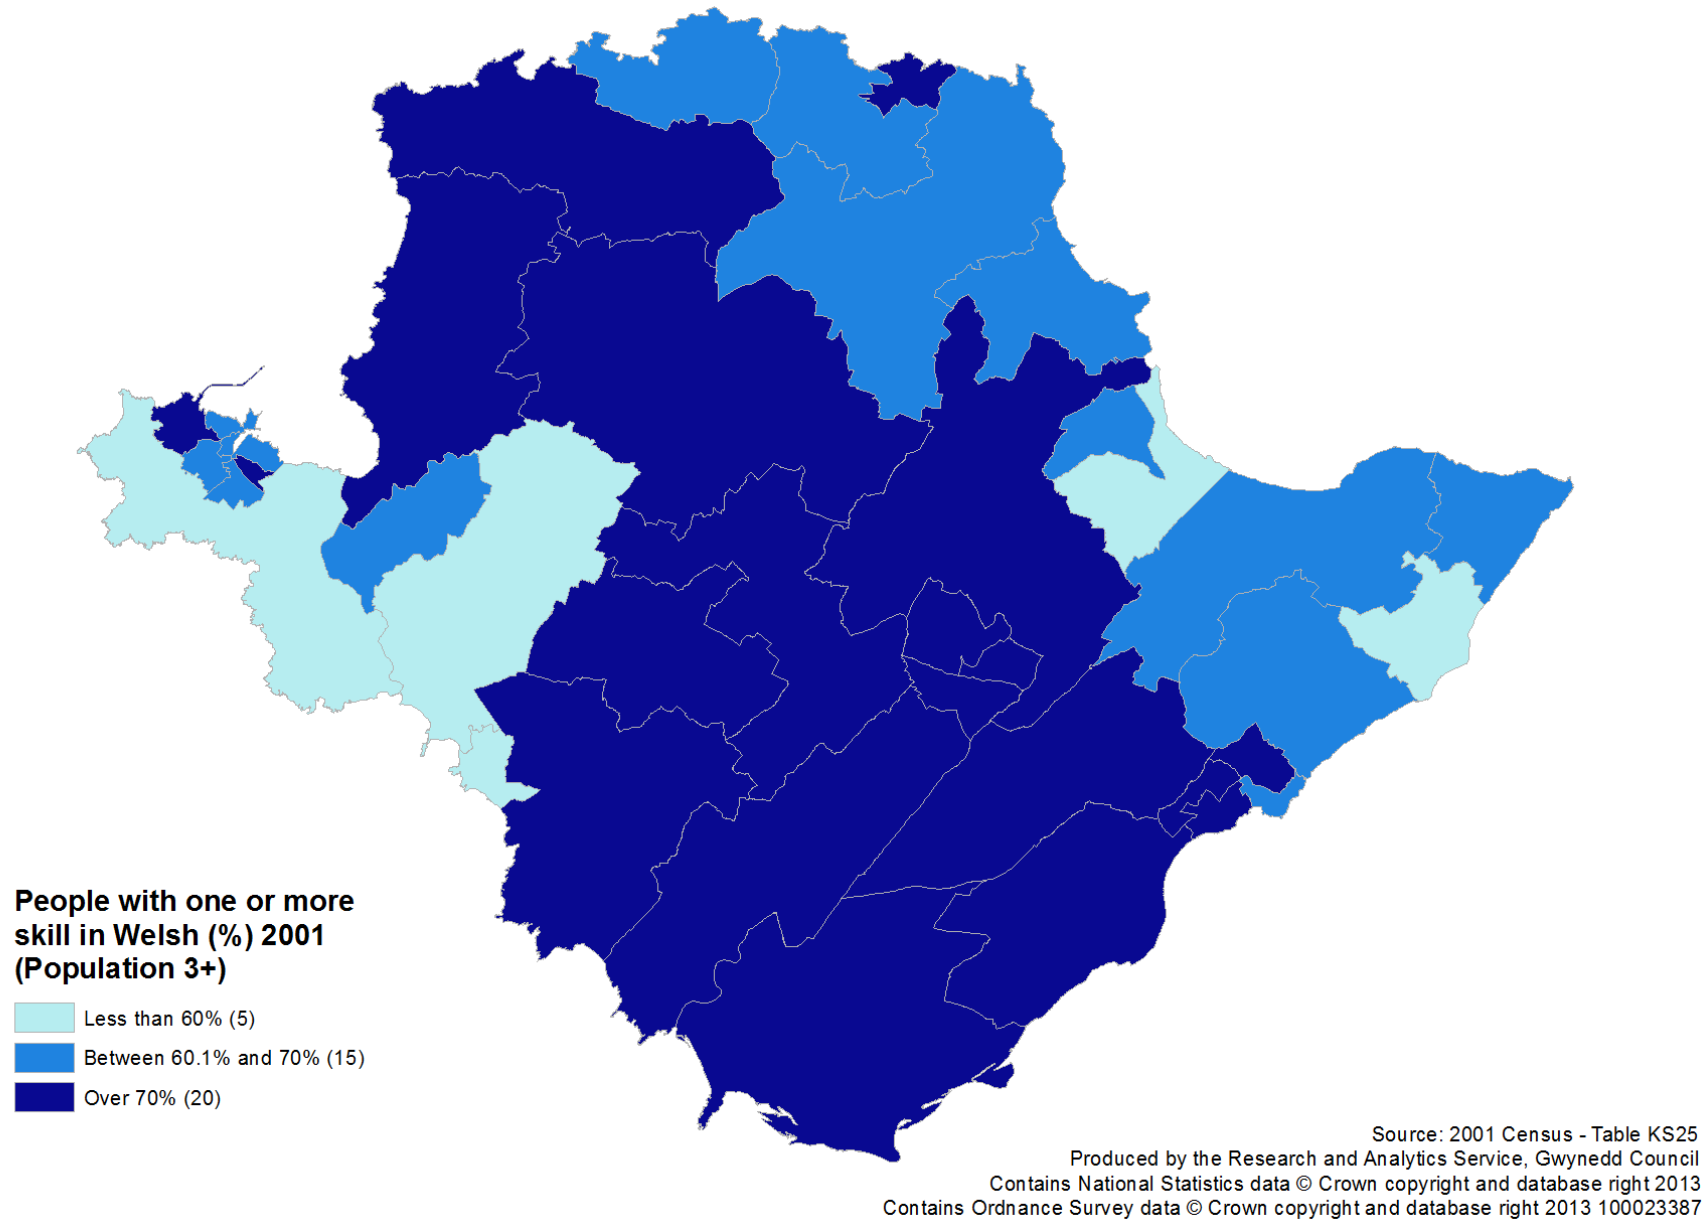 People with one or more
skill in Welsh (%) 2001
(Population 3+)
Less than 60% (5)
Between 60.1% and 70% (15)
Over 70% (20)
Source: 2001 Census - Table KS25
Produced by the Research and Analytics Service, Gwynedd Council
Contains National Statistics data © Crown copyright and database right 2013
Contains Ordnance Survey data © Crown copyright and database right 2013 100023387